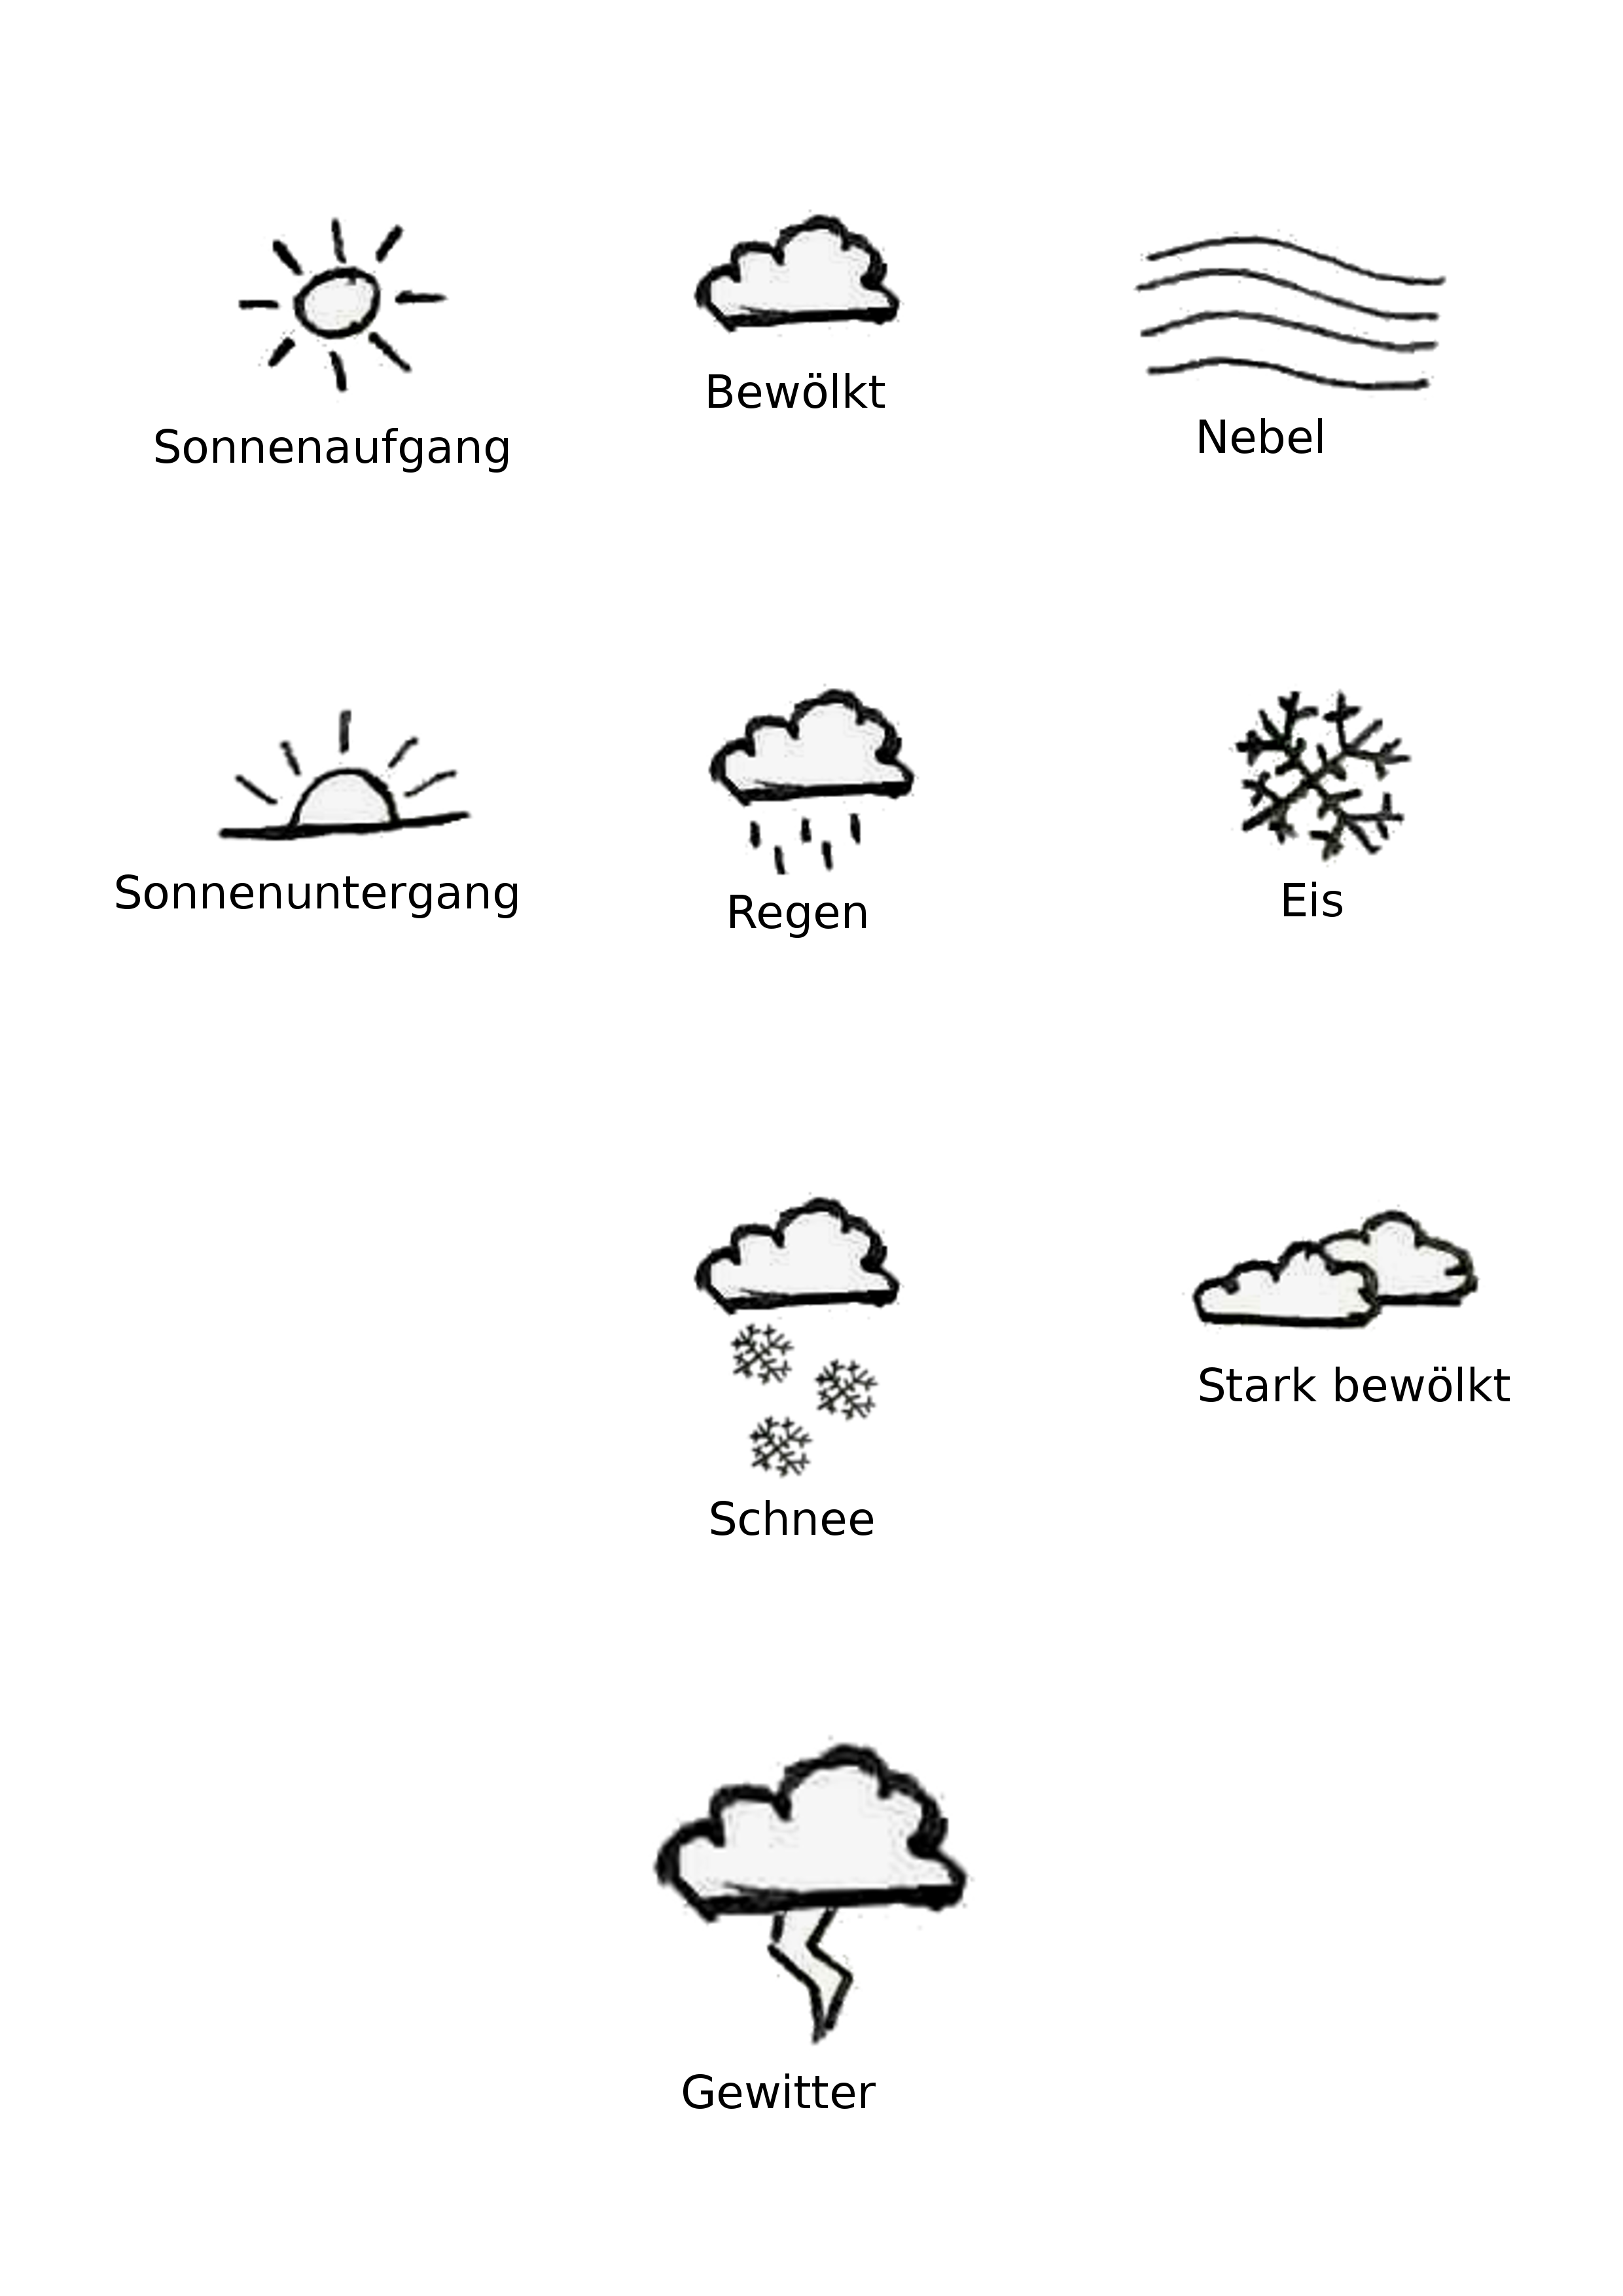 Sonnenaufgang
Bewölkt
Nebel
Sonnenuntergang
Regen
Eis
Schnee
Stark bewölkt
Gewitter